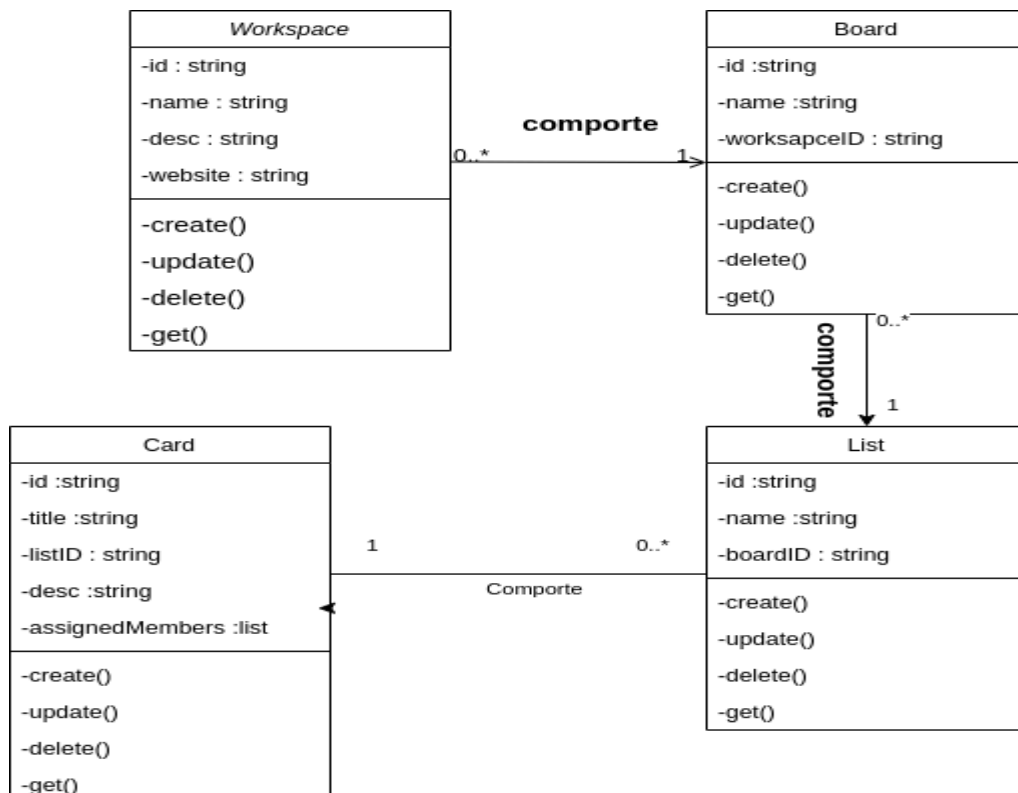 Workspace
-id : string
-name : string
-desc : string
-website : string
-create()
-update()
-delete()
-get()
comporte
0..*
1
Board
-id :string
-name :string
-worksapceID : string
-create()
-update()
-delete()
-get()
0..*
comporte
1
Card
-id :string
-title :string
-listID : string
-desc :string
-assignedMembers :list
-create()
-update()
-delete()
-get()
1
0..*
Comporte
List
-id :string
-name :string
-boardID : string
-create()
-update()
-delete()
-get()